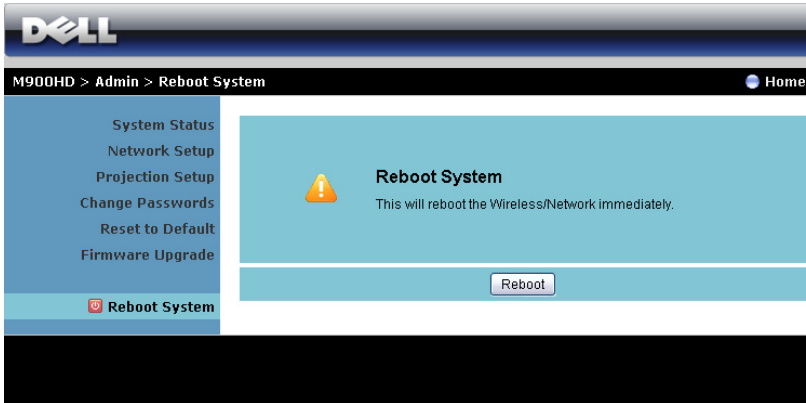 DELL
M900HD > Admin > Reboot System
Home
System Status
Network Setup
Projection Setup
Change Passwords
Reset to Default
Firmware Upgrade
Reboot System
Reboot System
This will reboot the Wireless/Network immediately.
Reboot